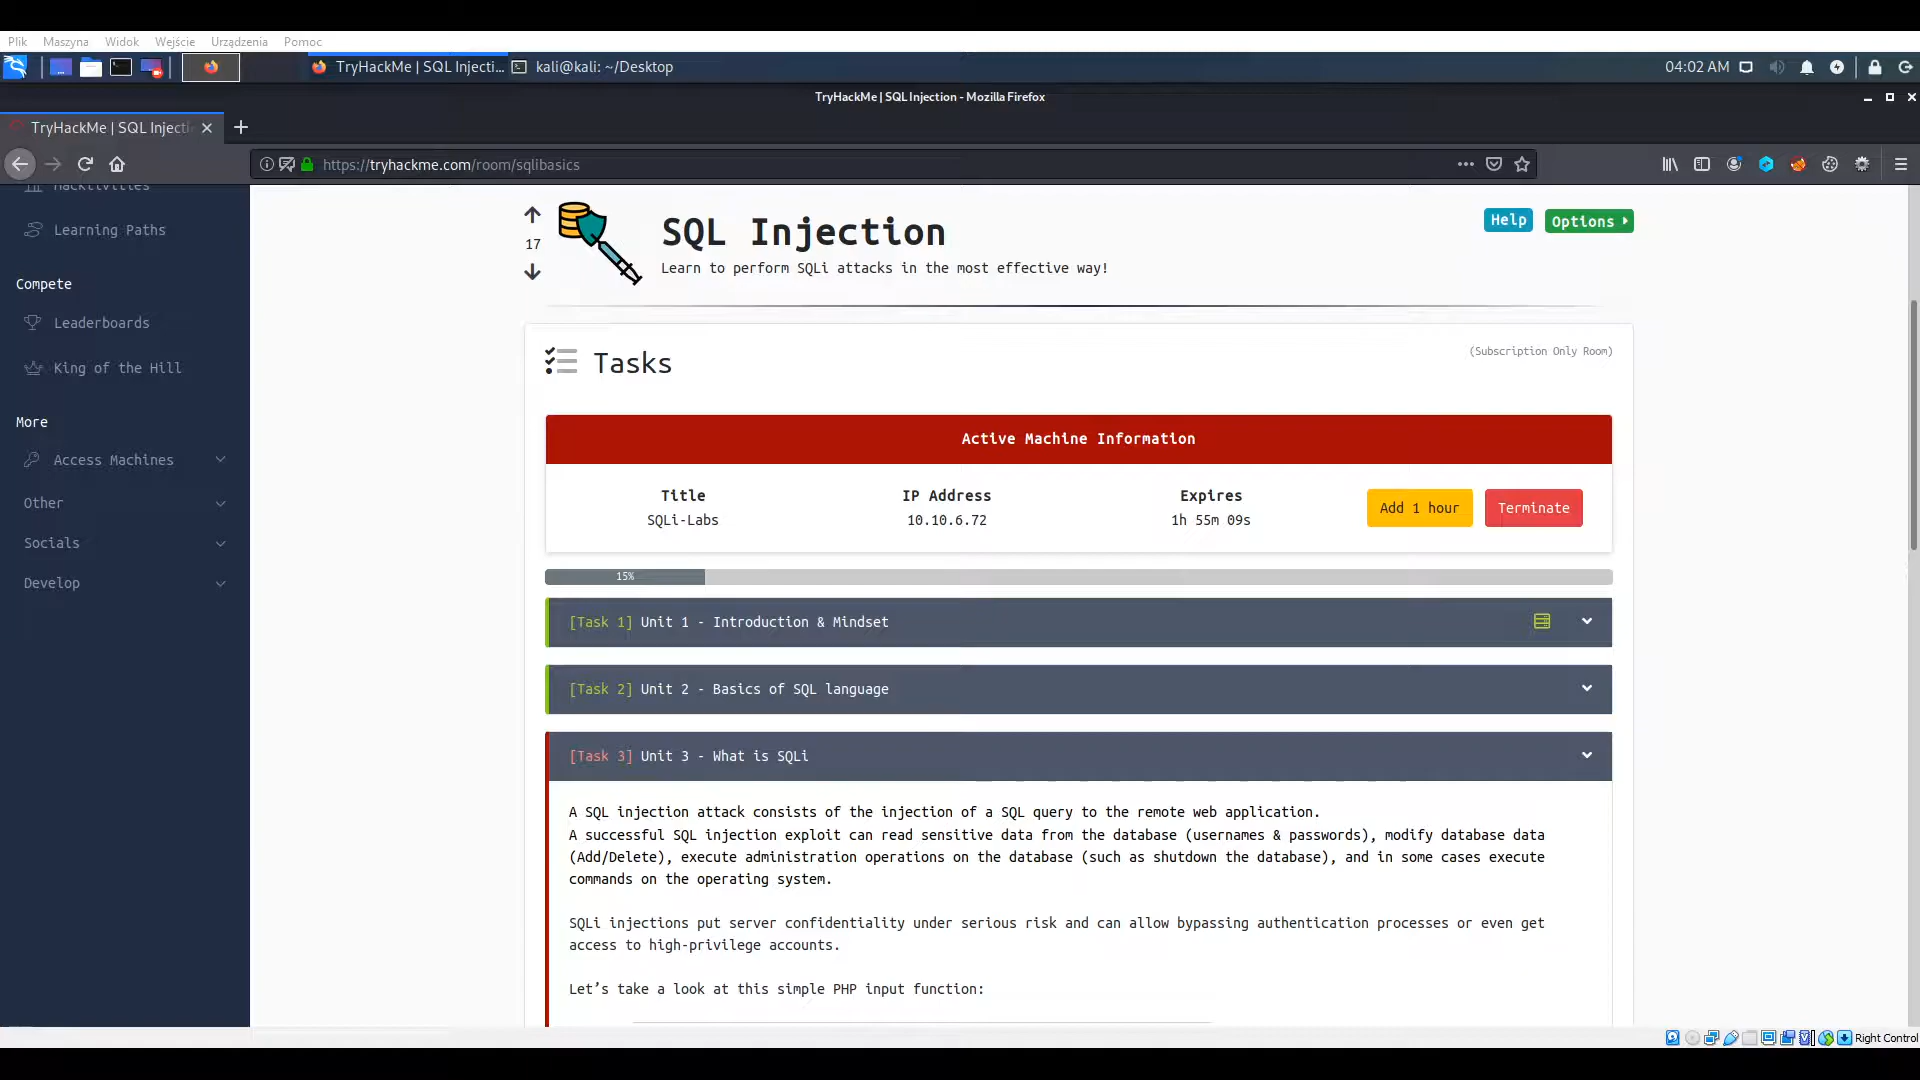 Plik Maszyna Widok Wejście Urządzenia Pomoc
TryHackMe | SQL Injecti... kali@kali: ~/Desktop 04:02 AM
TryHackMe | SQL Injection - Mozilla Firefox
TryHackMe | SQL Injecti
https://tryhackme.com/room/sqlibasics
Hacktivities
Learning Paths
Compete
Leaderboards
King of the Hill
More
Access Machines
Other
Socials
Develop
17
SQL Injection
Learn to perform SQLi attacks in the most effective way!
Help Options
Tasks
(Subscription Only Room)
Active Machine Information
Title IP Address Expires
SQLi-Labs 10.10.6.72 1h 55m 09s
Add 1 hour Terminate
15%
[Task 1] Unit 1 - Introduction & Mindset
[Task 2] Unit 2 - Basics of SQL language
[Task 3] Unit 3 - What is SQLi
A SQL injection attack consists of the injection of a SQL query to the remote web application.
A successful SQL injection exploit can read sensitive data from the database (usernames & passwords), modify database data
(Add/Delete), execute administration operations on the database (such as shutdown the database), and in some cases execute
commands on the operating system.
SQLi injections put server confidentiality under serious risk and can allow bypassing authentication processes or even get
access to high-privilege accounts.
Let’s take a look at this simple PHP input function:
Right Control